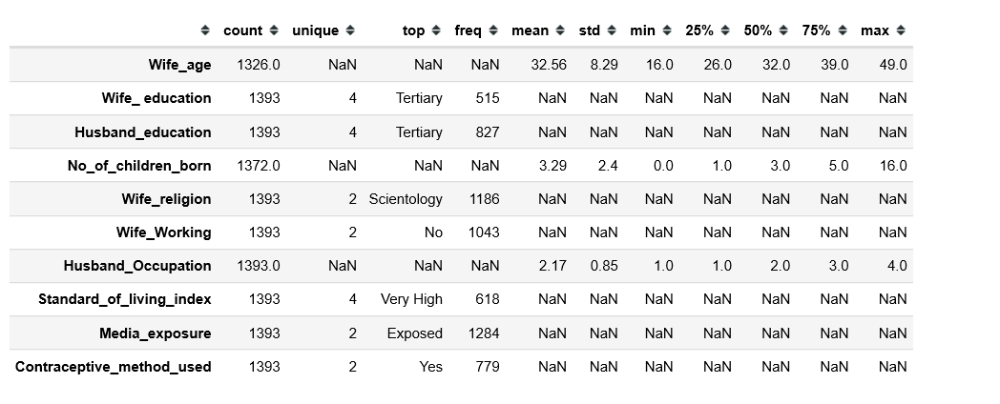 count unique top freq mean std min 25% 50% 75% max
Wife_age 1326.0 NaN NaN NaN 32.56 8.29 16.0 26.0 32.0 39.0 49.0
Wife_ education 1393 4 Tertiary 515 NaN NaN NaN NaN NaN NaN NaN
Husband_education 1393 4 Tertiary 827 NaN NaN NaN NaN NaN NaN NaN
No_of_children_born 1372.0 NaN NaN NaN 3.29 2.4 0.0 1.0 3.0 5.0 16.0
Wife_religion 1393 2 Scientology 1186 NaN NaN NaN NaN NaN NaN NaN
Wife_Working 1393 2 No 1043 NaN NaN NaN NaN NaN NaN NaN
Husband_Occupation 1393.0 NaN NaN NaN 2.17 0.85 1.0 1.0 2.0 3.0 4.0
Standard_of_living_index 1393 4 Very High 618 NaN NaN NaN NaN NaN NaN NaN
Media_exposure 1393 2 Exposed 1284 NaN NaN NaN NaN NaN NaN NaN
Contraceptive_method_used 1393 2 Yes 779 NaN NaN NaN NaN NaN NaN NaN